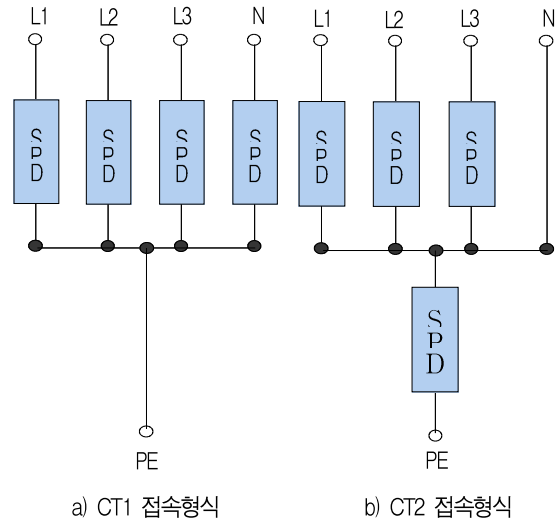 L1 L2 L3 N L1 L2 L3 N
SPD SPD SPD SPD SPD SPD SPD
SPD
PE PE
a) CT1 접속형식 b) CT2 접속형식